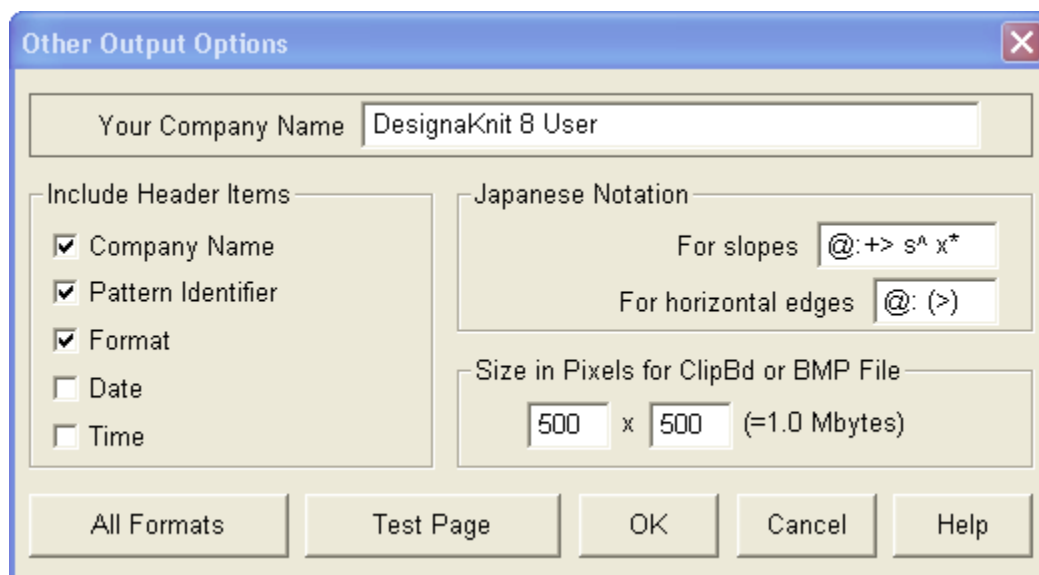 Other Output Options
Your Company Name DesignaKnit 8 User
Include Header Items
Company Name
Pattern Identifier
Format
Date
Time
Japanese Notation
For slopes @:+> s^ x*
For horizontal edges @: (>)
Size in Pixels for ClipBd or BMP File
500 x 500 (=1.0 Mbytes)
All Formats Test Page OK Cancel Help